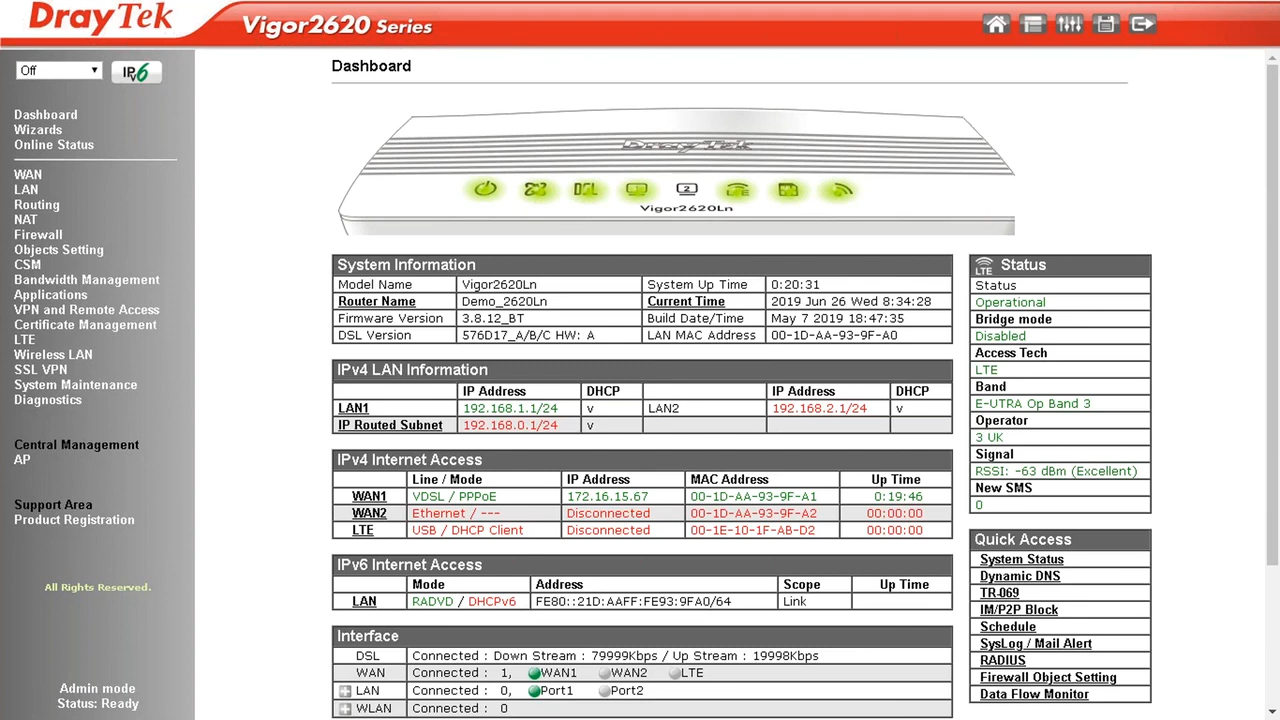 DrayTek
Vigor2620 Series
Off
IPv6
Dashboard
Wizards
Online Status
WAN
LAN
Routing
NAT
Firewall
Objects Setting
CSM
Bandwidth Management
Applications
VPN and Remote Access
Certificate Management
LTE
Wireless LAN
SSL VPN
System Maintenance
Diagnostics
Central Management
AP
Support Area
Product Registration
All Rights Reserved.
Admin mode
Status: Ready
Dashboard
DrayTek
DSL 2 LTE
Vigor2620Ln
System Information
Model Name Vigor2620Ln System Up Time 0:20:31
Router Name Demo_2620Ln Current Time 2019 Jun 26 Wed 8:34:28
Firmware Version 3.8.12_BT Build Date/Time May 7 2019 18:47:35
DSL Version 576D17_A/B/C HW: A LAN MAC Address 00-1D-AA-93-9F-A0
IPv4 LAN Information
IP Address DHCP IP Address DHCP
LAN1 192.168.1.1/24 v LAN2 192.168.2.1/24 v
IP Routed Subnet 192.168.0.1/24 v
IPv4 Internet Access
Line / Mode IP Address MAC Address Up Time
WAN1 VDSL / PPPoE 172.16.15.67 00-1D-AA-93-9F-A1 0:19:46
WAN2 Ethernet / --- Disconnected 00-1D-AA-93-9F-A2 00:00:00
LTE USB / DHCP Client Disconnected 00-1E-10-1F-AB-D2 00:00:00
IPv6 Internet Access
Mode Address Scope Up Time
LAN RADVD / DHCPv6 FE80::21D:AAFF:FE93:9FA0/64 Link
Interface
DSL Connected : Down Stream : 79999Kbps / Up Stream : 19998Kbps
WAN Connected : 1, WAN1 WAN2 LTE
LAN Connected : 0, Port1 Port2
WLAN Connected : 0
LTE Status
Status
Operational
Bridge mode
Disabled
Access Tech
LTE
Band
E-UTRA Op Band 3
Operator
3 UK
Signal
RSSI: -63 dBm (Excellent)
New SMS
0
Quick Access
System Status
Dynamic DNS
TR-069
IM/P2P Block
Schedule
SysLog / Mail Alert
RADIUS
Firewall Object Setting
Data Flow Monitor